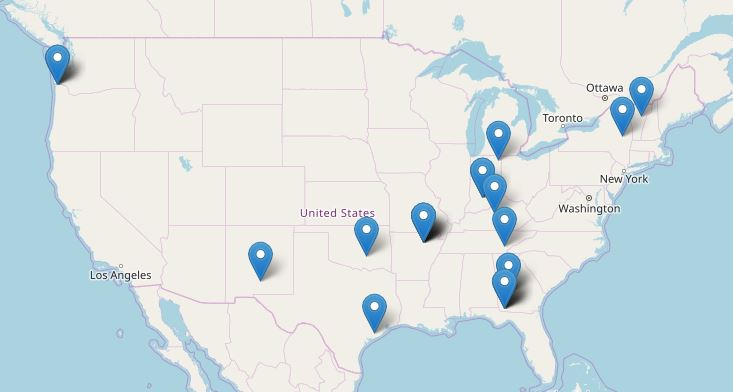 Ottawa
Toronto
New York
Washington
United States
Los Angeles